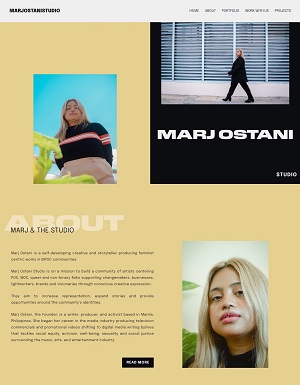 MARJOSTANISTUDIO
HOME ABOUT PORTFOLIO WORK WITH US PROJECTS
MARJ OSTANI
STUDIO
ABOUT
MARJ & THE STUDIO
Marj Ostani is a self-developing creative and storyteller producing feminist
centric works in BIPOC communities.
Marj Ostani Studio is on a mission to build a community of artists centering
POC, WOC, queer and non-binary folks supporting changemakers, businesses,
lightworkers, brands and visionaries through conscious creative expression.
They aim to increase representation, expand stories and provide
opportunities around the community's identities.
Marj Ostani, the founder is a writer, producer, and activist based in Manila,
Philippines. She began her career in the media industry producing television
commercials and promotional videos shifting to digital media writing bylines
that tackles social equity, activism, well-being, sexuality and social justice
surrounding the music, arts, and entertainment industry.
READ MORE